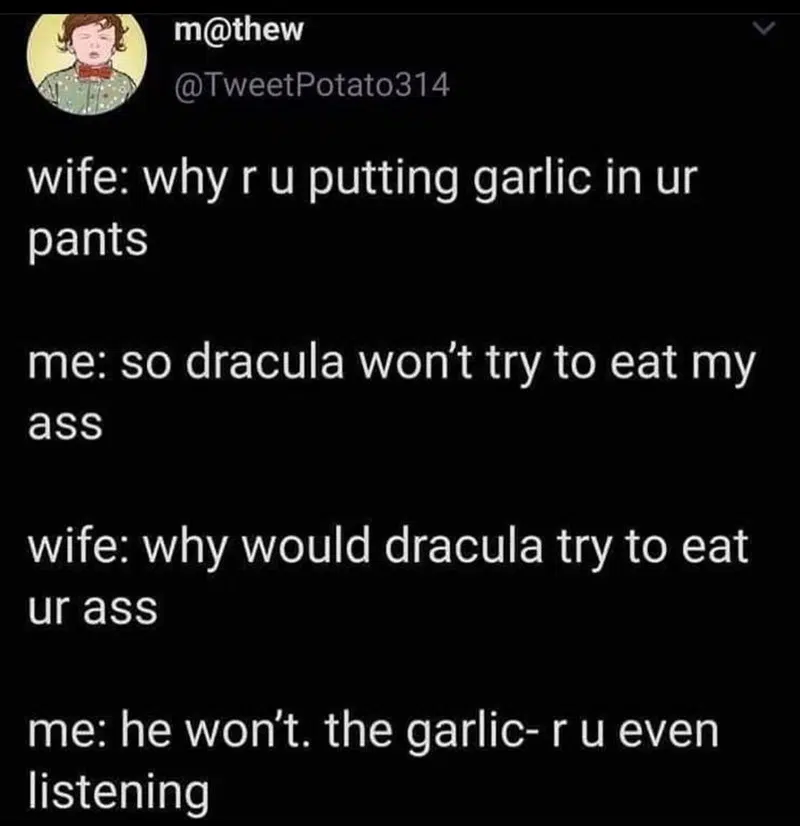 m@thew
@TweetPotato314
wife: why r u putting garlic in ur
pants
me: so dracula won't try to eat my
ass
wife: why would dracula try to eat
ur ass
me: he won't. the garlic- r u even
listening